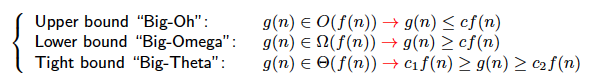 Upper bound “Big-Oh”: g(n) ∈ O(f(n)) → g(n) ≤ cf(n)
Lower bound “Big-Omega”: g(n) ∈ Ω(f(n)) → g(n) ≥ cf(n)
Tight bound “Big-Theta”: g(n) ∈ Θ(f(n)) → c₁f(n) ≥ g(n) ≥ c₂f(n)